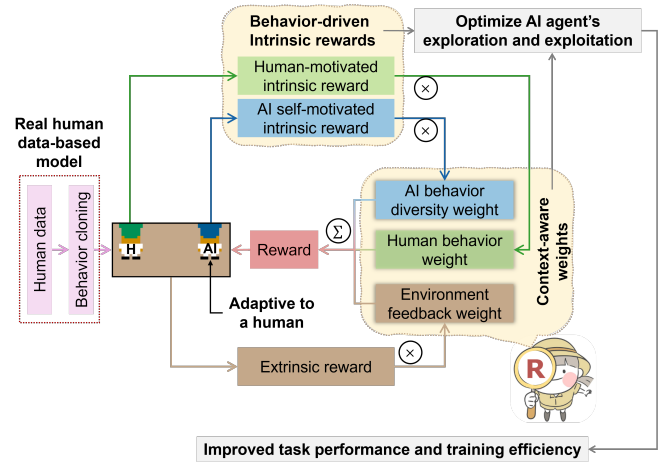 Behavior-driven
Intrinsic rewards
Optimize AI agent's
exploration and exploitation
Human-motivated
intrinsic reward
×
AI self-motivated
intrinsic reward
×
Real human
data-based
model
Human data
Behavior cloning
H
AI
Adaptive to
a human
Reward
Σ
AI behavior
diversity weight
Human behavior
weight
Environment
feedback weight
Context-aware
weights
Extrinsic reward
×
R
Improved task performance and training efficiency